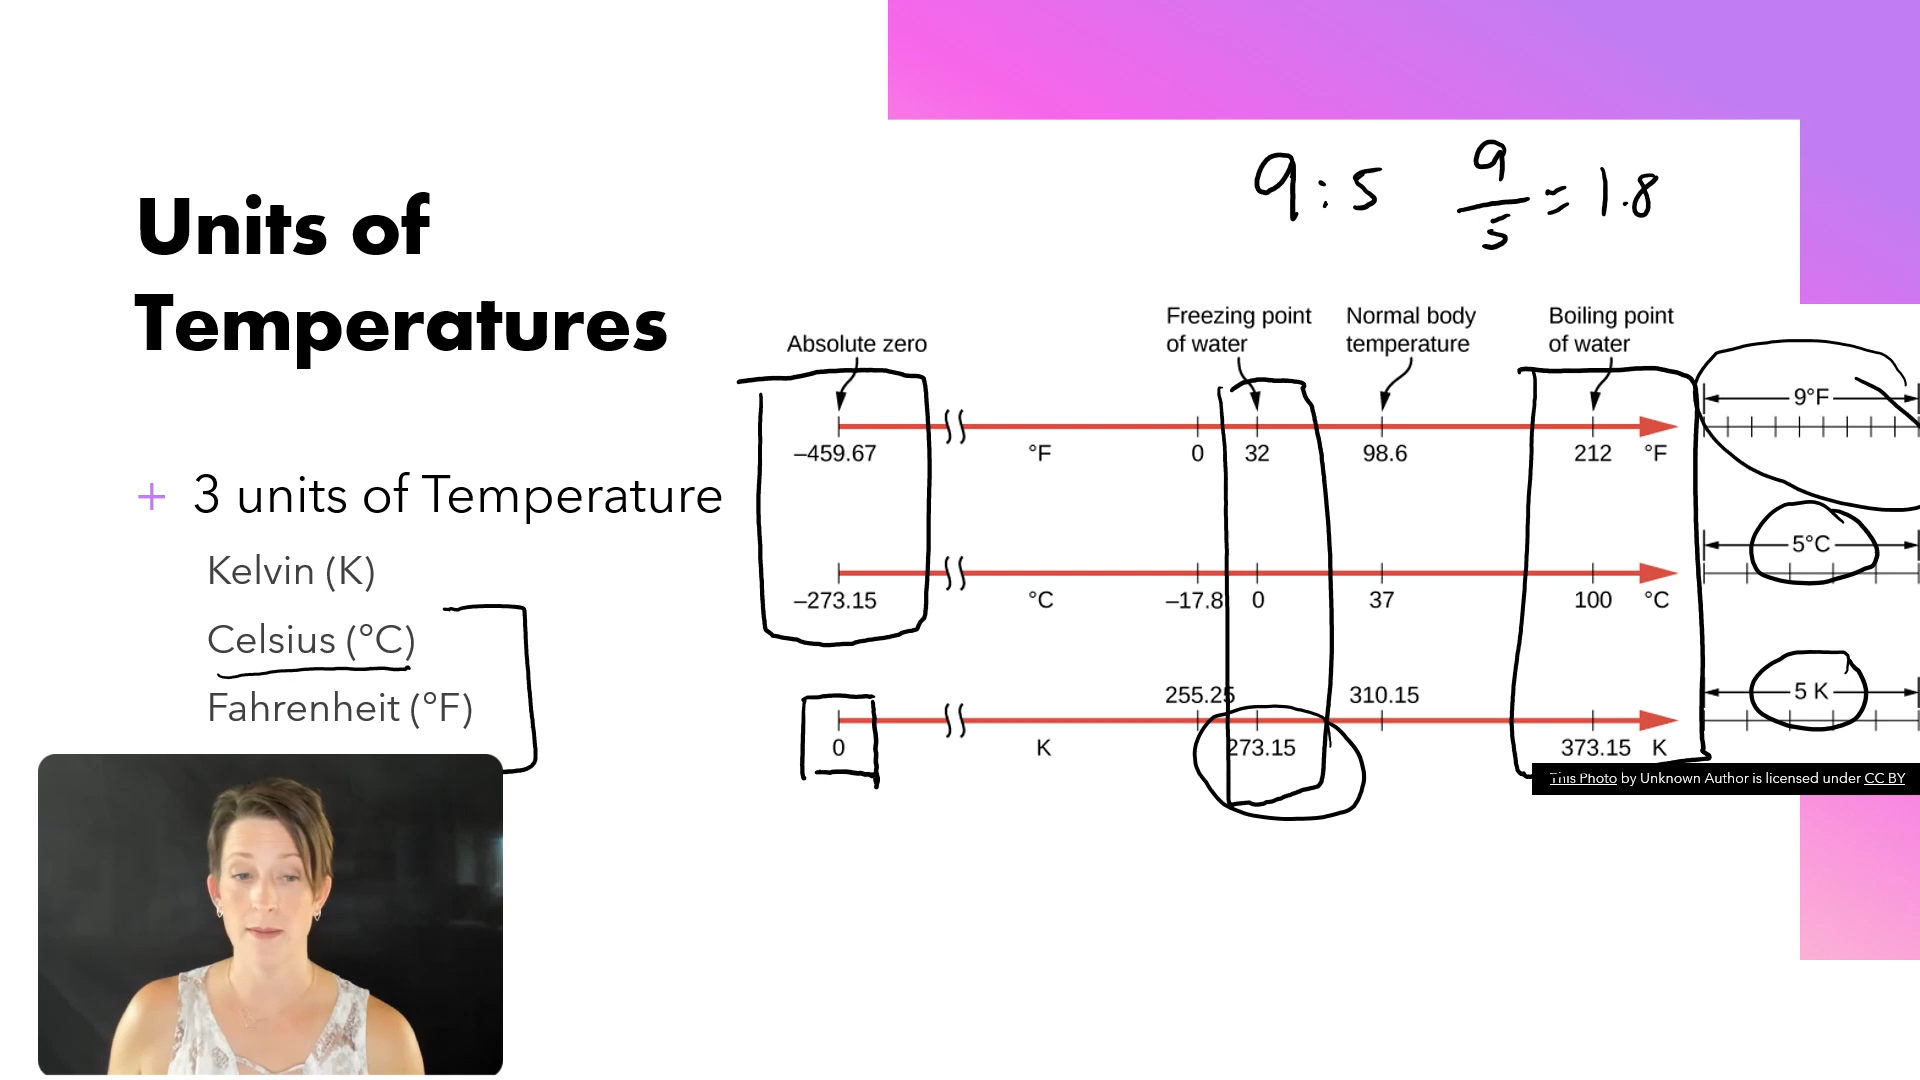 Units of
Temperatures
+ 3 units of Temperature
Kelvin (K)
Celsius (°C)
Fahrenheit (°F)
9:5 9/5 = 1.8
Absolute zero
Freezing point
of water
Normal body
temperature
Boiling point
of water
9°F
–459.67 °F 0 32 98.6 212 °F
5°C
–273.15 °C –17.8 0 37 100 °C
255.25 310.15 5 K
0 K 273.15 373.15 K
This Photo by Unknown Author is licensed under CC BY